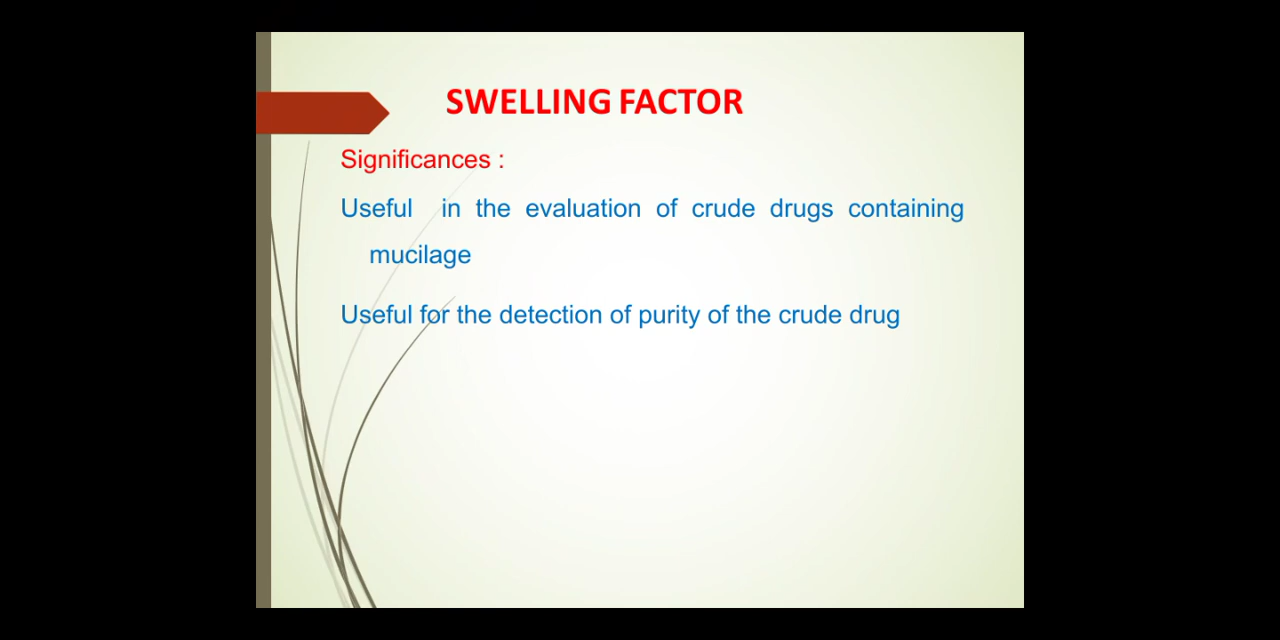 SWELLING FACTOR
Significances :
Useful in the evaluation of crude drugs containing
mucilage
Useful for the detection of purity of the crude drug